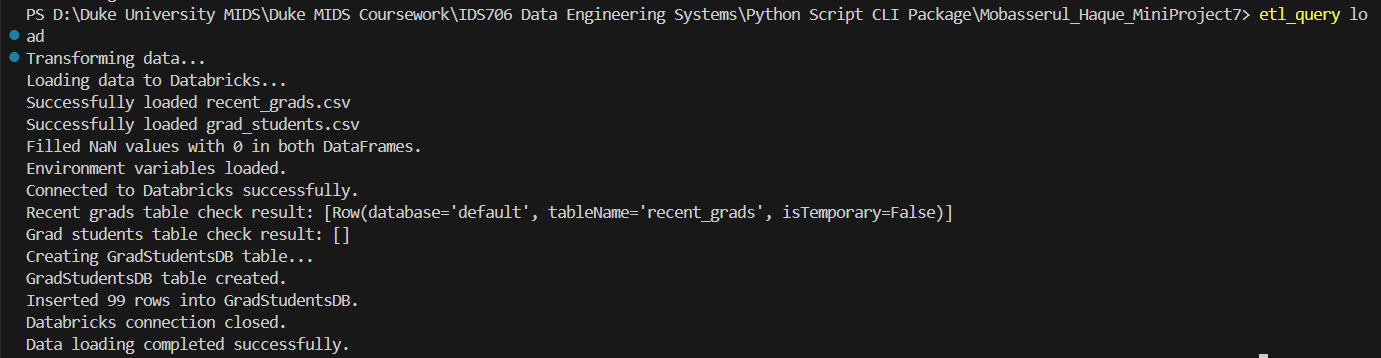 PS D:\Duke University MIDS\Duke MIDS Coursework\IDS706 Data Engineering Systems\Python Script CLI Package\Mobasserul_Haque_MiniProject7> etl_query lo
ad
Transforming data...
Loading data to Databricks...
Successfully loaded recent_grads.csv
Successfully loaded grad_students.csv
Filled NaN values with 0 in both DataFrames.
Environment variables loaded.
Connected to Databricks successfully.
Recent grads table check result: [Row(database='default', tableName='recent_grads', isTemporary=False)]
Grad students table check result: []
Creating GradStudentsDB table...
GradStudentsDB table created.
Inserted 99 rows into GradStudentsDB.
Databricks connection closed.
Data loading completed successfully.